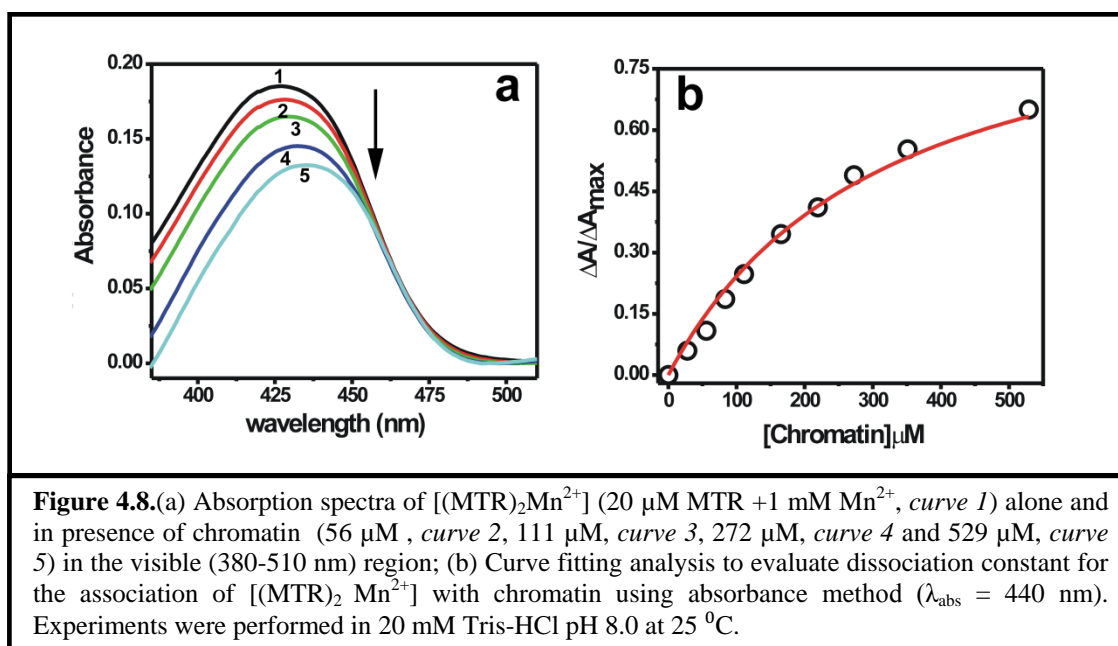 a
0.20
0.15
0.10
0.05
0.00
Absorbance
1
2
3
4
5
400 425 450 475 500
wavelength (nm)
b
0.75
0.60
0.45
0.30
0.15
0.00
ΔA/ΔAmax
0 100 200 300 400 500
[Chromatin]μM
Figure 4.8.(a) Absorption spectra of [(MTR)₂Mn²⁺] (20 µM MTR +1 mM Mn²⁺, curve 1) alone and
in presence of chromatin (56 µM , curve 2, 111 µM, curve 3, 272 µM, curve 4 and 529 µM, curve
5) in the visible (380-510 nm) region; (b) Curve fitting analysis to evaluate dissociation constant for
the association of [(MTR)₂ Mn²⁺] with chromatin using absorbance method (λabs = 440 nm).
Experiments were performed in 20 mM Tris-HCl pH 8.0 at 25 ⁰C.